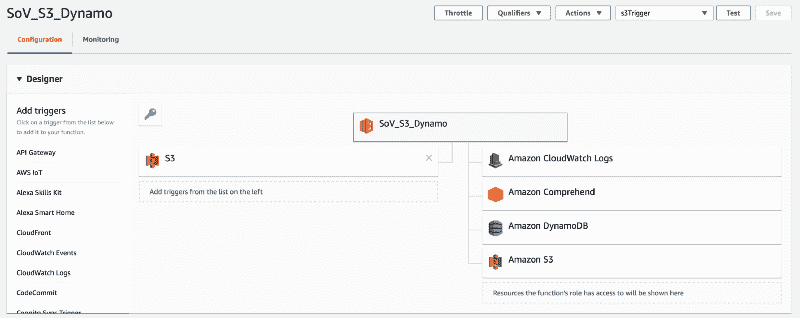 SoV_S3_Dynamo
Throttle
Qualifiers
Actions
s3Trigger
Test
Save
Configuration
Monitoring
Designer
Add triggers
Click on a trigger from the list below
to add it to your function.
API Gateway
AWS IoT
Alexa Skills Kit
Alexa Smart Home
CloudFront
CloudWatch Events
CloudWatch Logs
CodeCommit
Cognito Sync Trigger
SoV_S3_Dynamo
S3
Add triggers from the list on the left
Amazon CloudWatch Logs
Amazon Comprehend
Amazon DynamoDB
Amazon S3
Resources the function's role has access to will be shown here